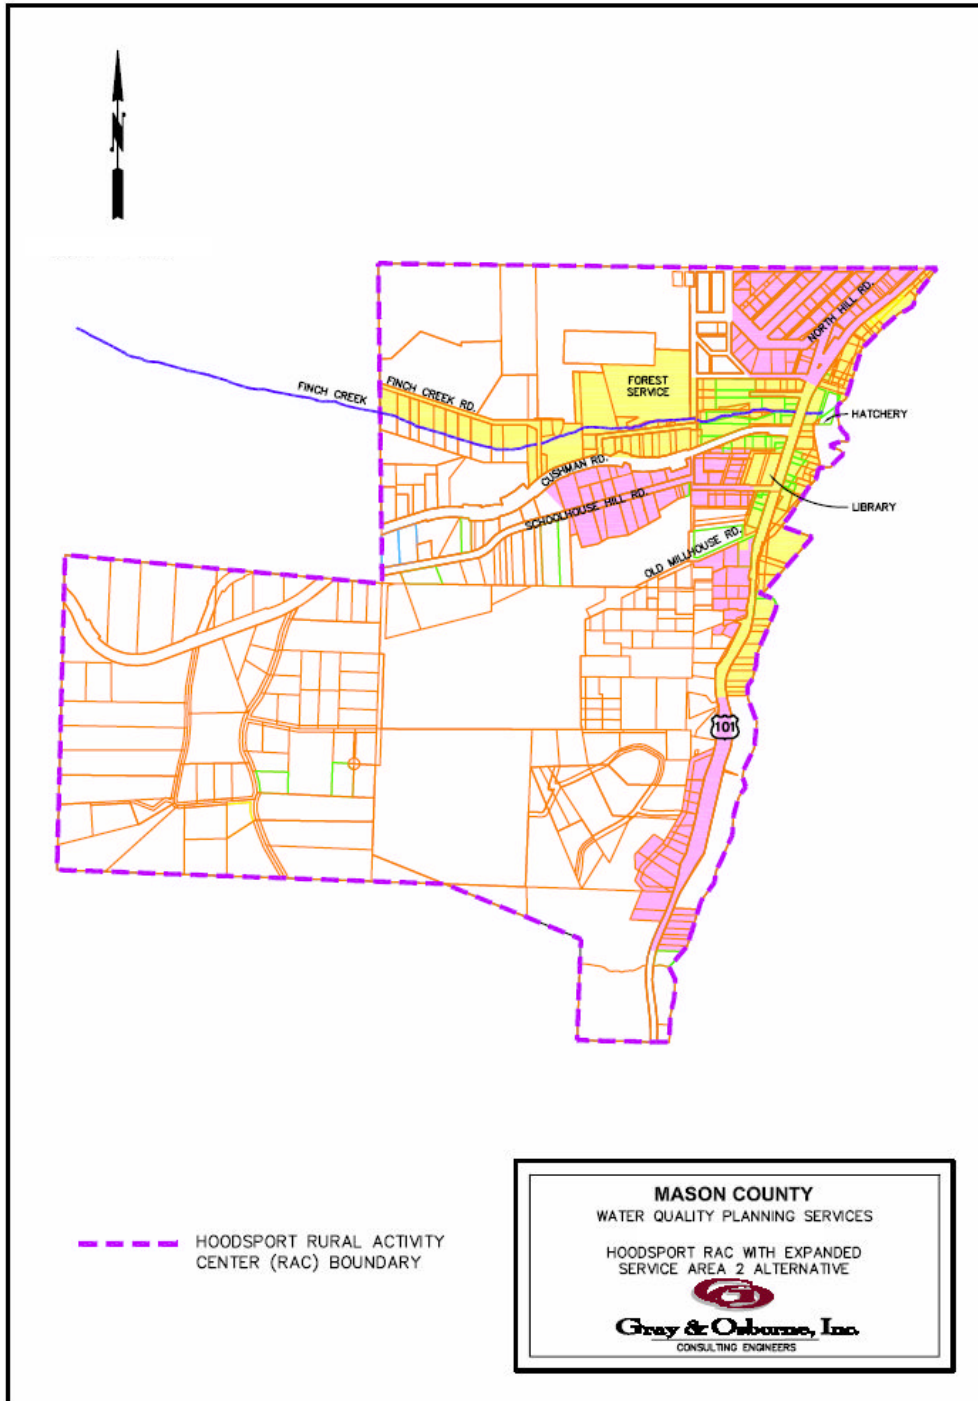 N
NORTH HILL RD.
FOREST
SERVICE
FINCH CREEK
FINCH CREEK RD.
HATCHERY
CUSHMAN RD.
SCHOOLHOUSE HILL RD.
LIBRARY
OLD MILLHOUSE RD.
101
MASON COUNTY
WATER QUALITY PLANNING SERVICES
HOODSPORT RAC WITH EXPANDED
SERVICE AREA 2 ALTERNATIVE
Gray & Osborne, Inc.
CONSULTING ENGINEERS
HOODSPORT RURAL ACTIVITY
CENTER (RAC) BOUNDARY